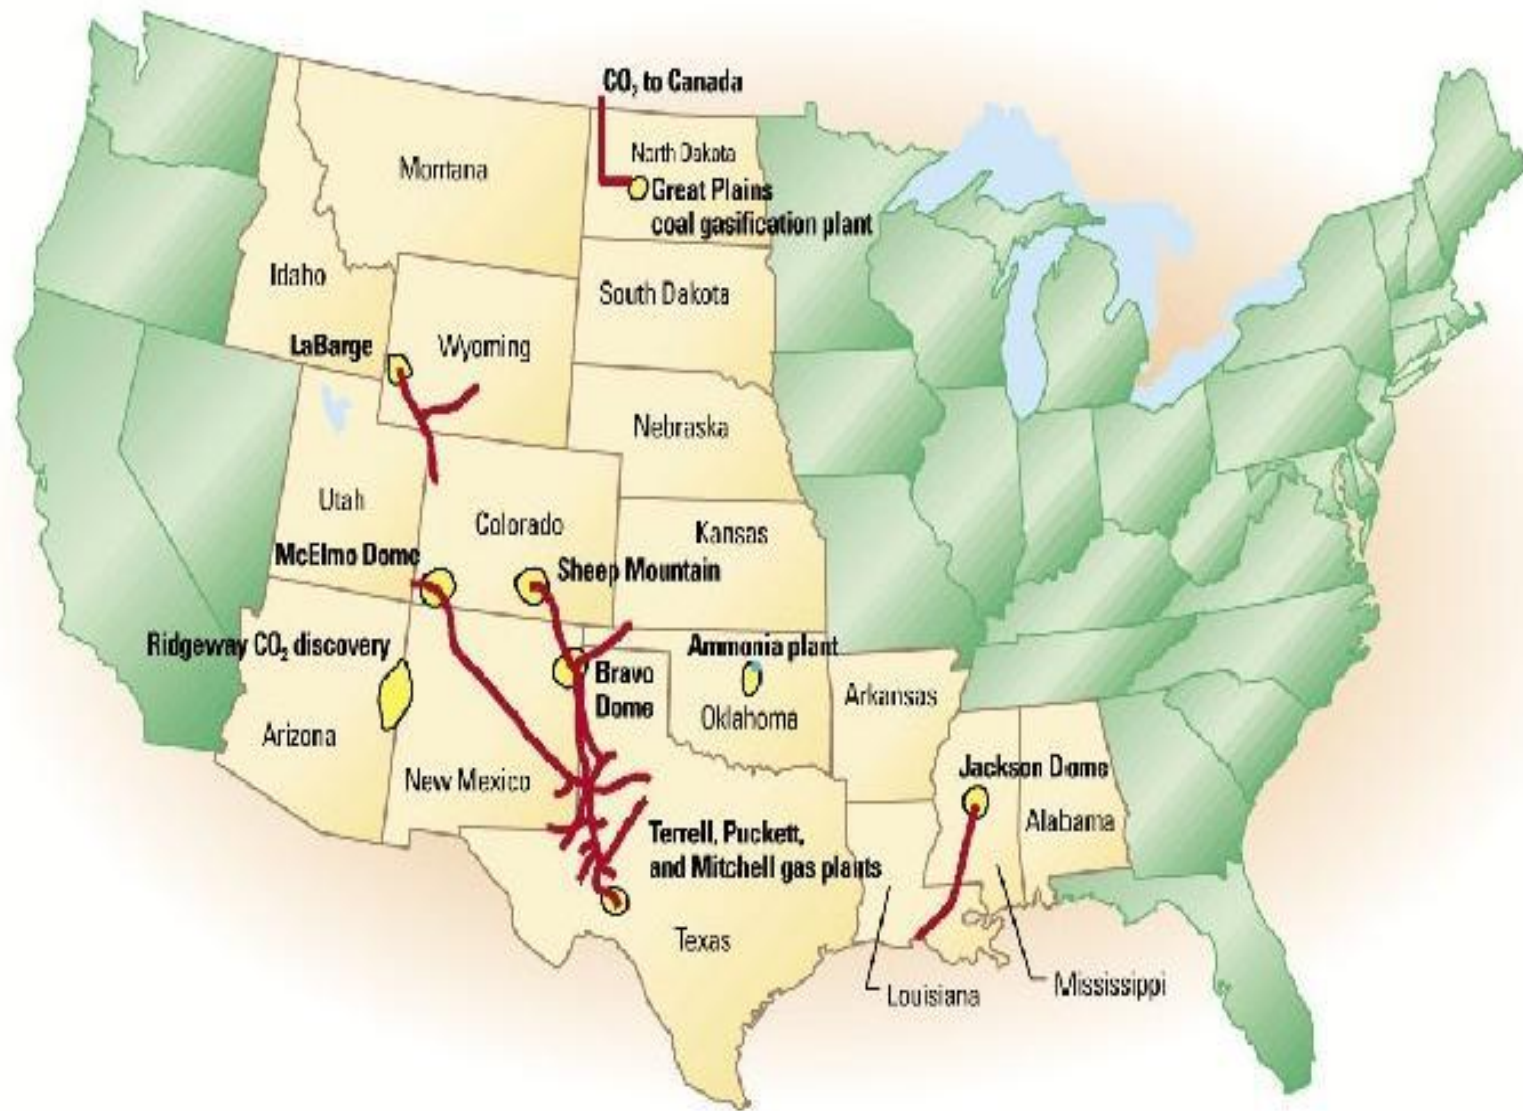 CO₂ to Canada
North Dakota
Montana
Great Plains
coal gasification plant
Idaho
South Dakota
LaBarge
Wyoming
Nebraska
Utah
Colorado
Kansas
McElmo Dome
Sheep Mountain
Ridgeway CO₂ discovery
Ammonia plant
Bravo
Dome
Oklahoma
Arkansas
Arizona
New Mexico
Jackson Dome
Alabama
Terrell, Puckett,
and Mitchell gas plants
Texas
Louisiana
Mississippi